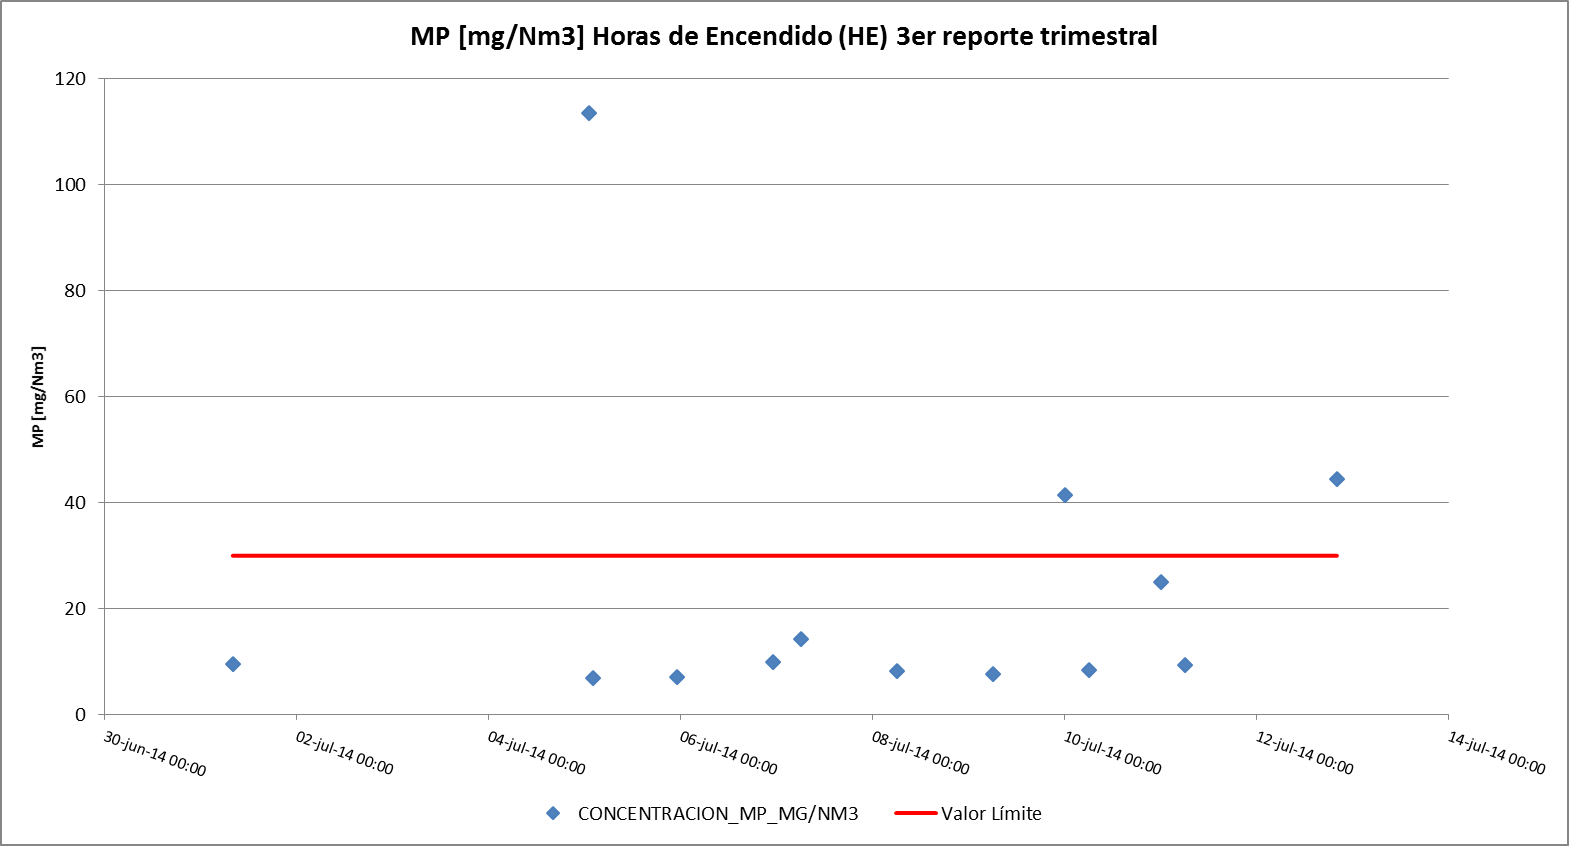 MP [mg/Nm3] Horas de Encendido (HE) 3er reporte trimestral
120
100
80
60
40
20
0
MP [mg/Nm3]
30-jun-14 00:00
02-jul-14 00:00
04-jul-14 00:00
06-jul-14 00:00
08-jul-14 00:00
10-jul-14 00:00
12-jul-14 00:00
14-jul-14 00:00
CONCENTRACION_MP_MG/NM3
Valor Límite